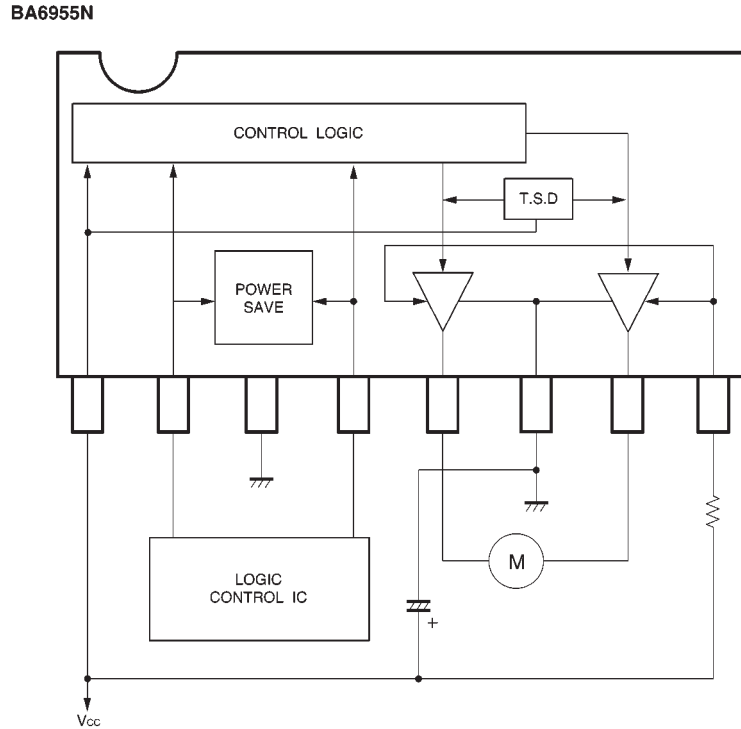 BA6955N
CONTROL LOGIC
T.S.D
POWER
SAVE
M
LOGIC
CONTROL IC
+
Vcc